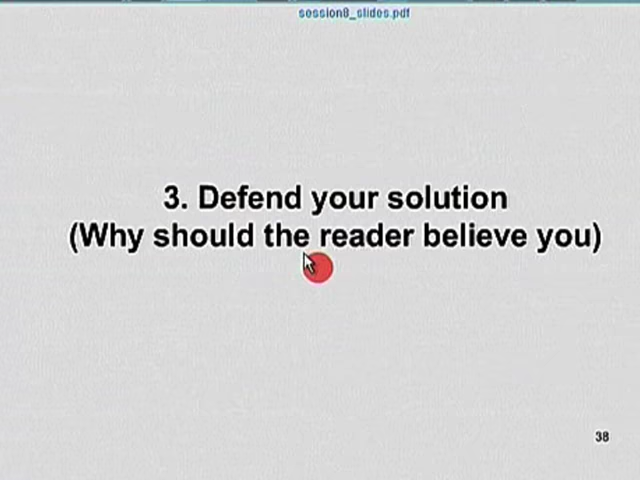 session8_slides.pdf
3. Defend your solution
(Why should the reader believe you)
38